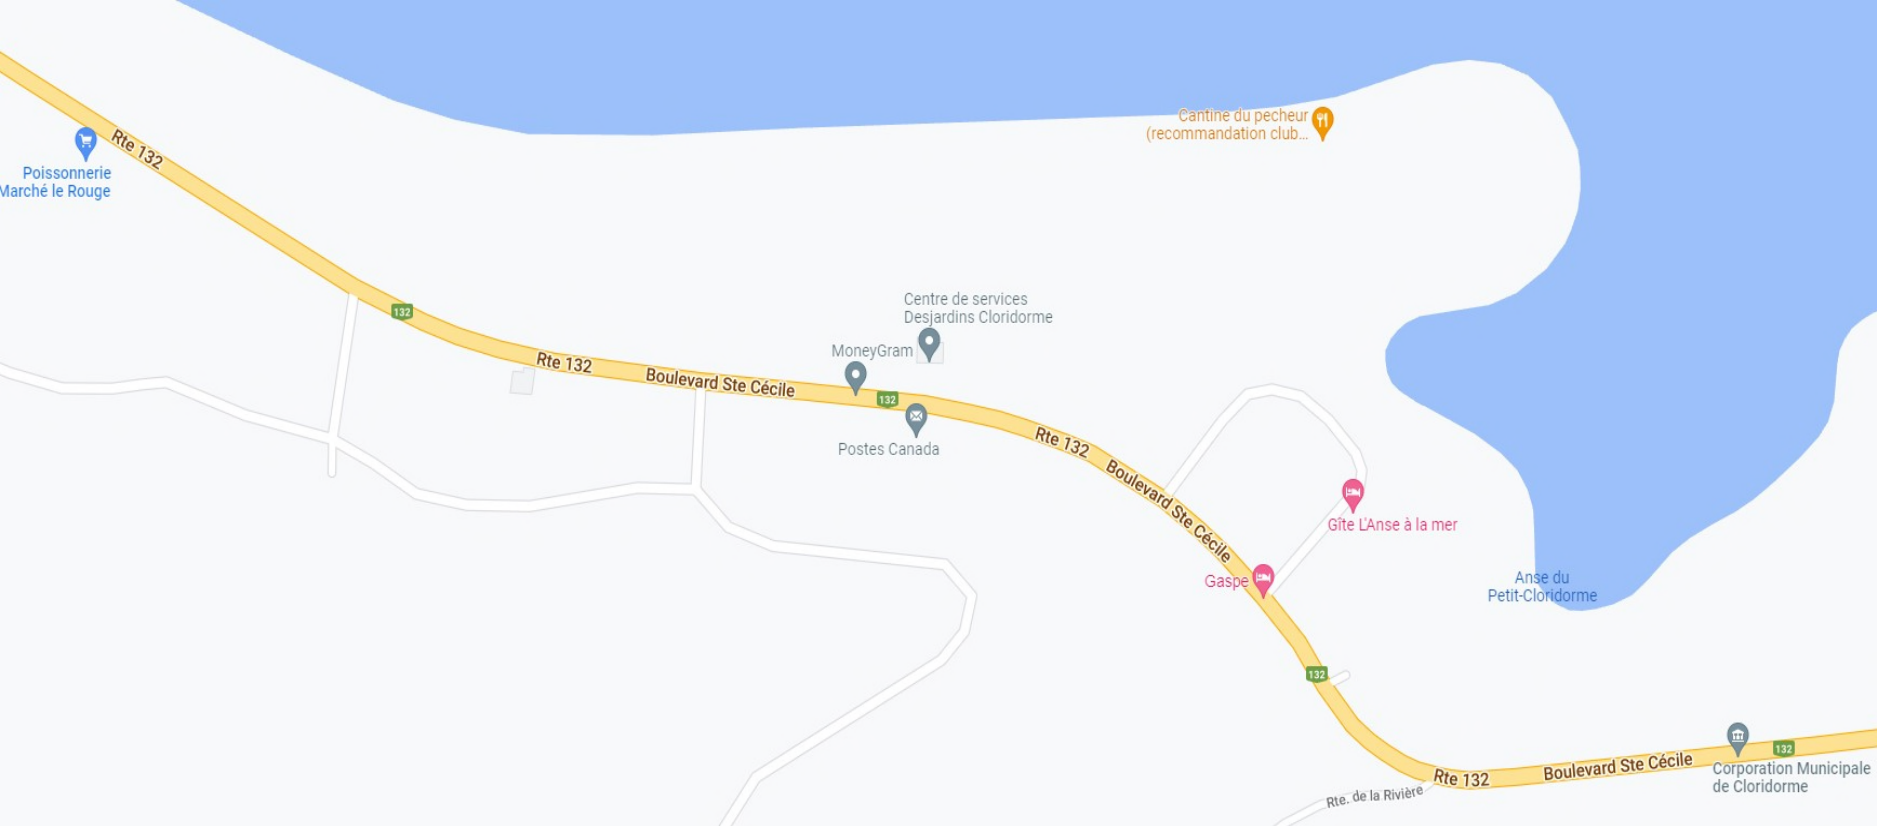 Cantine du pecheur
(recommandation club...
Rte 132
Poissonnerie
Marché le Rouge
Centre de services
Desjardins Cloridorme
132
MoneyGram
Rte 132
Boulevard Ste Cécile
132
Postes Canada
Rte 132
Boulevard Ste Cécile
Gîte L'Anse à la mer
Gaspe
Anse du
Petit-Cloridorme
132
Corporation Municipale
de Cloridorme
132
Boulevard Ste Cécile
Rte 132
Rte. de la Rivière